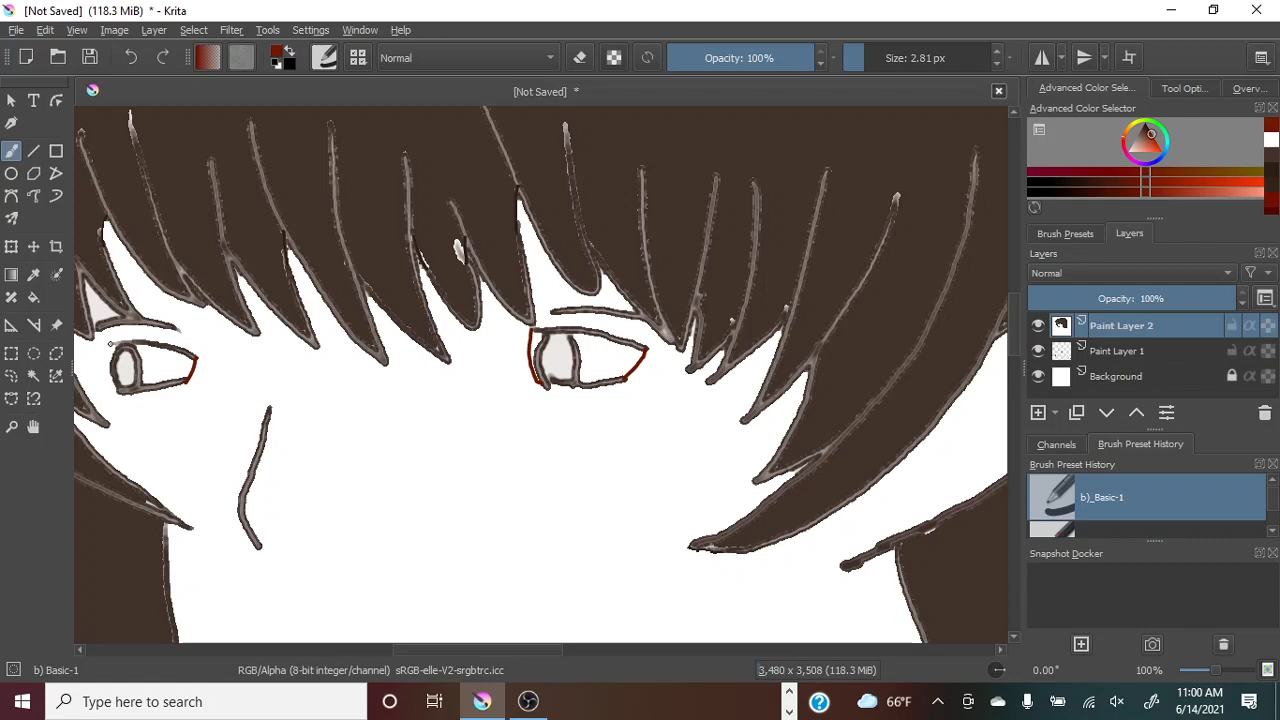 [Not Saved] (118.3 MiB) * - Krita
File Edit View Image Layer Select Filter Tools Settings Window Help
Normal
Opacity: 100%
Size: 2.81 px
[Not Saved] *
Advanced Color Sele...
Tool Opti...
Overv...
Advanced Color Selector
Brush Presets
Layers
Layers
Normal
Opacity: 100%
Paint Layer 2
Paint Layer 1
Background
Channels
Brush Preset History
Brush Preset History
b)_Basic-1
Snapshot Docker
b) Basic-1
RGB/Alpha (8-bit integer/channel) sRGB-elle-V2-srgbtrc.icc
3,480 x 3,508 (118.3 MiB)
0.00°
100%
Type here to search
66°F
11:00 AM
6/14/2021